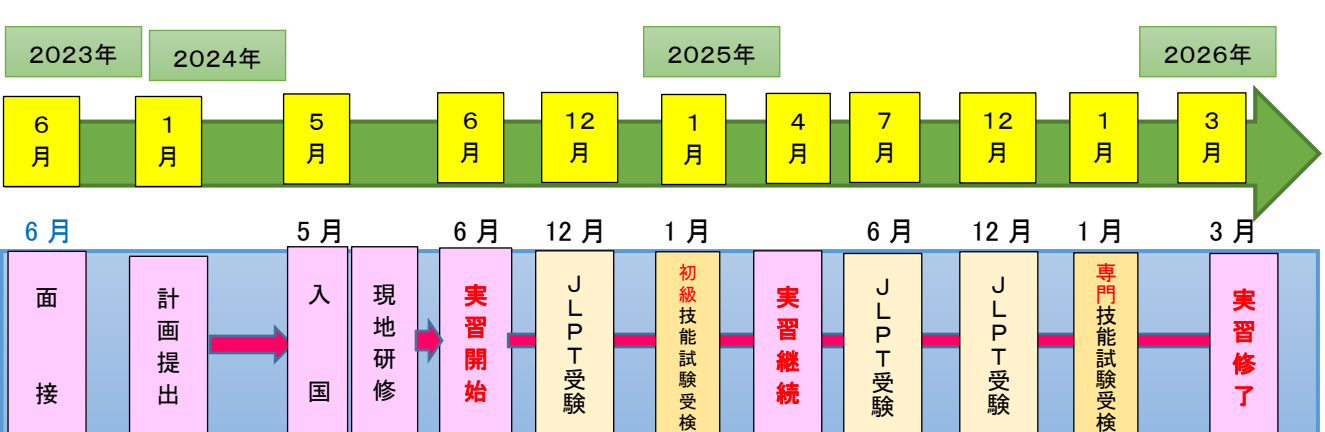 2023年
2024年
2025年
2026年
6月
1月
5月
6月
12月
1月
4月
7月
12月
1月
3月
6月
5月
6月
12月
1月
6月
12月
1月
3月
面接
計画提出
入国
現地研修
実習開始
JLPT受験
初級技能試験受検
実習継続
JLPT受験
JLPT受験
専門技能試験受検
実習修了